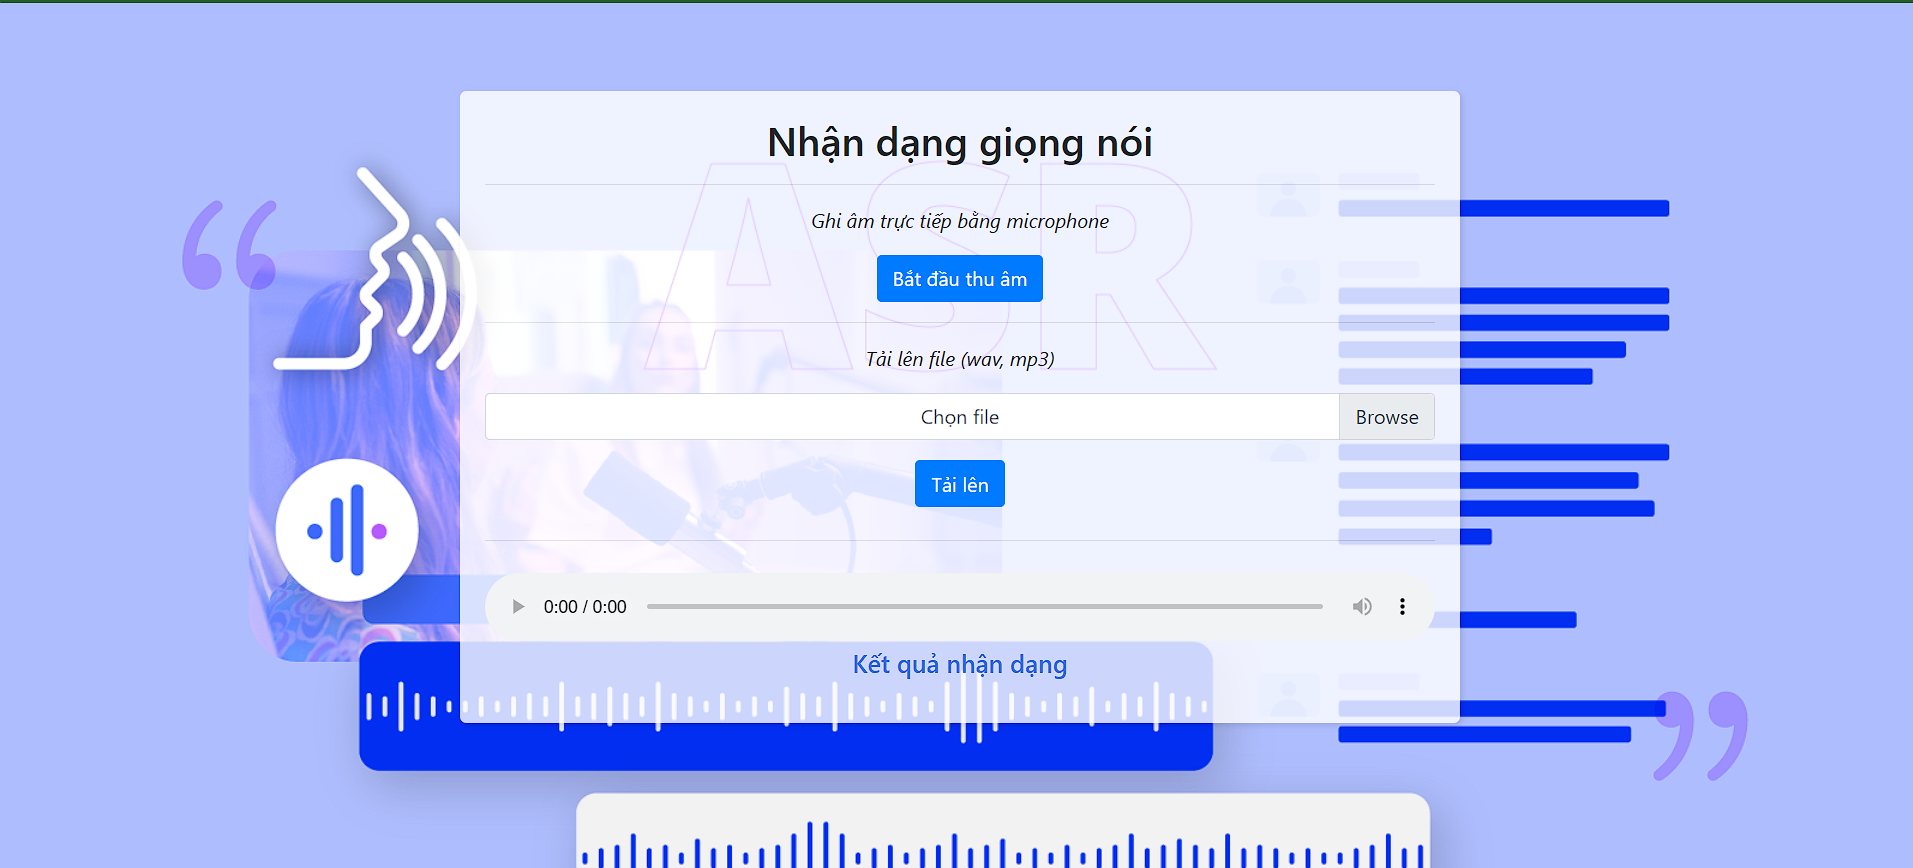 Nhận dạng giọng nói
ASR
Ghi âm trực tiếp bằng microphone
Bắt đầu thu âm
Tải lên file (wav, mp3)
Chọn file
Browse
Tải lên
0:00 / 0:00
Kết quả nhận dạng